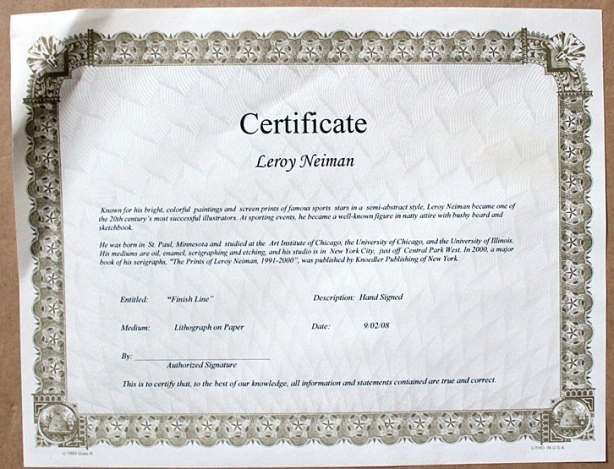 Certificate
Leroy Neiman
Known for his bright, colorful paintings and screen prints of famous sports stars in a semi-abstract style, Leroy Neiman became one of
the 20th century's most successful illustrators. At sporting events, he became a well-known figure in natty attire with bushy beard and
sketchbook.
He was born in St. Paul, Minnesota and studied at the Art Institute of Chicago, the University of Chicago, and the University of Illinois.
His mediums are oil, enamel, serigraphing and etching, and his studio is in New York City, just off Central Park West. In 2000, a major
book of his serigraphs, "The Prints of Leroy Neiman, 1991-2000", was published by Knoedler Publishing of New York.
Entitled: "Finish Line" Description: Hand Signed
Medium: Lithograph on Paper Date: 9/02/08
By:
Authorized Signature
This is to certify that, to the best of our knowledge, all information and statements contained are true and correct.